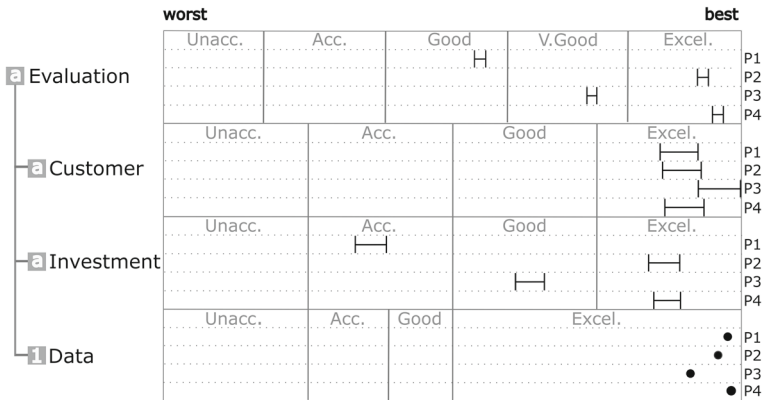 worst best
Unacc. Acc. Good V.Good Excel.
P1
a Evaluation P2
P3
P4
Unacc. Acc. Good Excel.
P1
a Customer P2
P3
P4
Unacc. Acc. Good Excel.
P1
a Investment P2
P3
P4
Unacc. Acc. Good Excel.
P1
1 Data P2
P3
P4